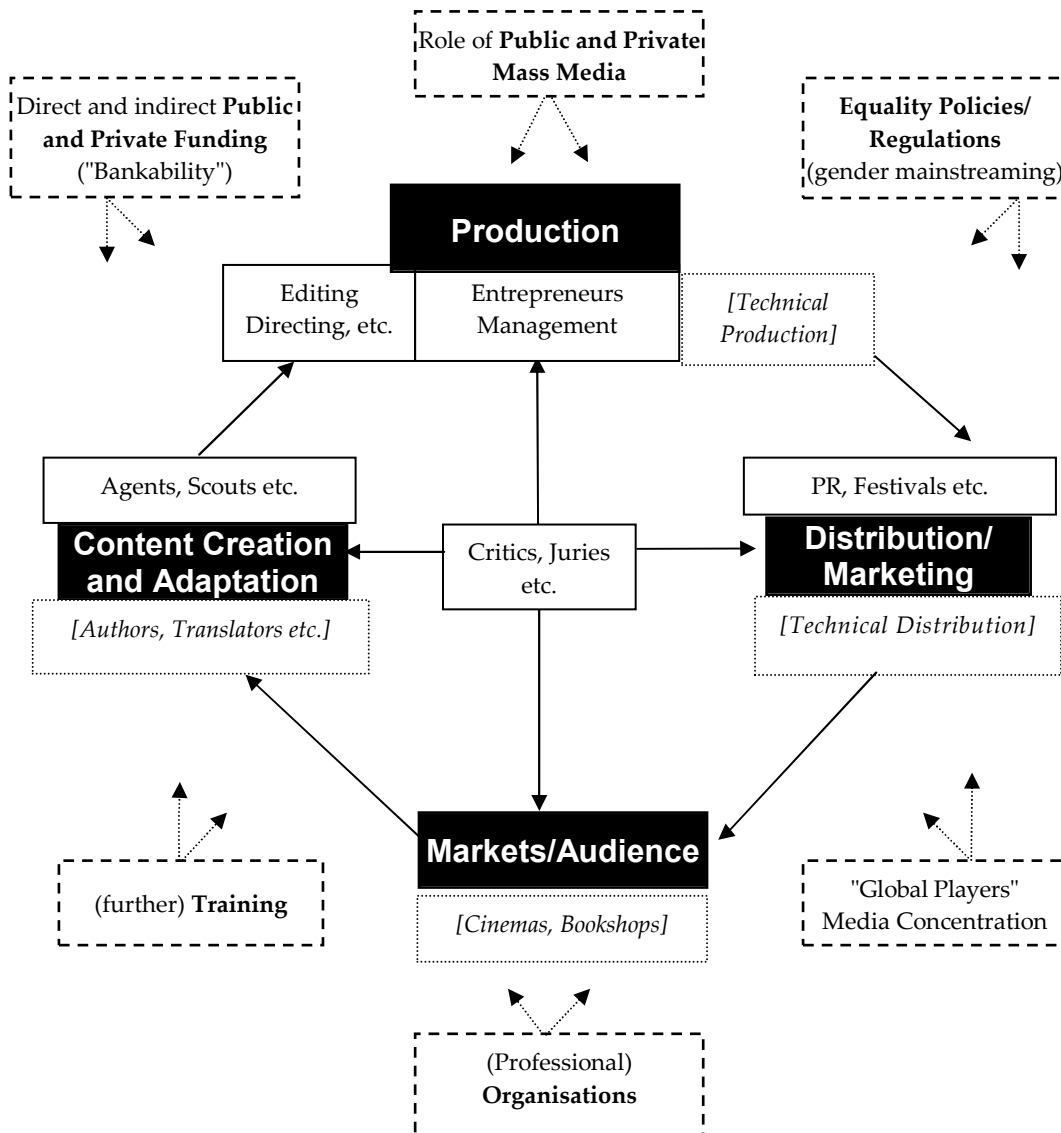 Role of Public and Private
Mass Media
Direct and indirect Public
and Private Funding
("Bankability")
Equality Policies/
Regulations
(gender mainstreaming)
Production
Editing
Directing, etc.
Entrepreneurs
Management
[Technical
Production]
Agents, Scouts etc.
Content Creation
and Adaptation
[Authors, Translators etc.]
Critics, Juries
etc.
PR, Festivals etc.
Distribution/
Marketing
[Technical Distribution]
Markets/Audience
[Cinemas, Bookshops]
(further) Training
"Global Players"
Media Concentration
(Professional)
Organisations